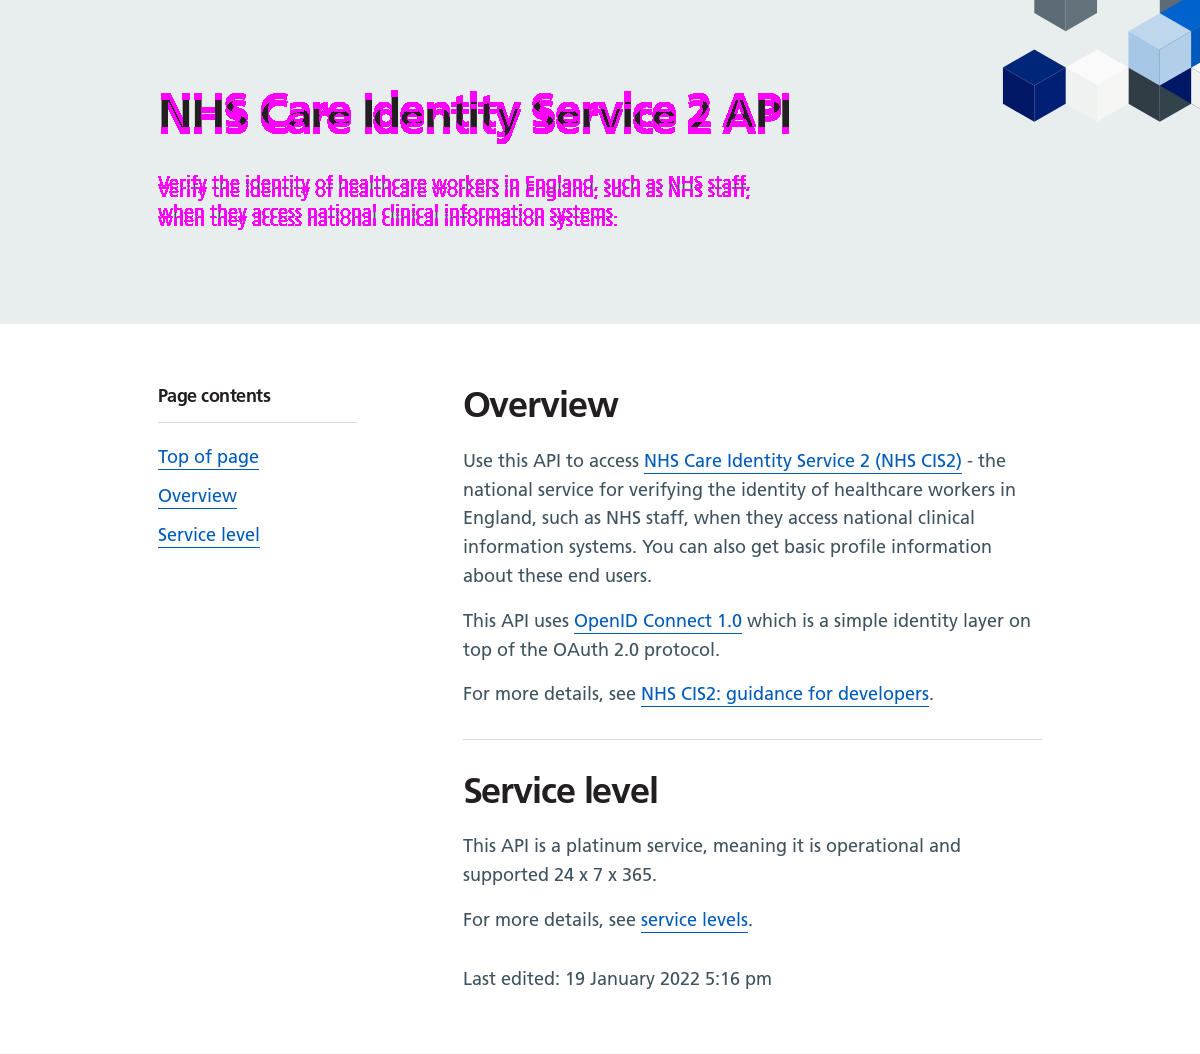 NHS Care Identity Service 2 API
Verify the identity of healthcare workers in England, such as NHS staff,
when they access national clinical information systems.
Page contents
Top of page
Overview
Service level
Overview
Use this API to access NHS Care Identity Service 2 (NHS CIS2) - the
national service for verifying the identity of healthcare workers in
England, such as NHS staff, when they access national clinical
information systems. You can also get basic profile information
about these end users.
This API uses OpenID Connect 1.0 which is a simple identity layer on
top of the OAuth 2.0 protocol.
For more details, see NHS CIS2: guidance for developers.
Service level
This API is a platinum service, meaning it is operational and
supported 24 x 7 x 365.
For more details, see service levels.
Last edited: 19 January 2022 5:16 pm